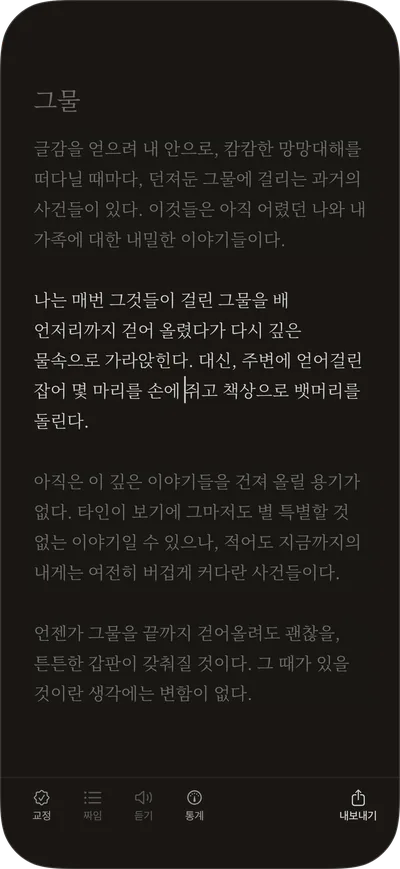 그물
글감을 얻으려 내 안으로, 캄캄한 망망대해를
떠다닐 때마다, 던져둔 그물에 걸리는 과거의
사건들이 있다. 이것들은 아직 어렸던 나와 내
가족에 대한 내밀한 이야기들이다.
나는 매번 그것들이 걸린 그물을 배
언저리까지 걷어 올렸다가 다시 깊은
물속으로 가라앉힌다. 대신, 주변에 얻어걸린
잡어 몇 마리를 손에 쥐고 책상으로 뱃머리를
돌린다.
아직은 이 깊은 이야기들을 건져 올릴 용기가
없다. 타인이 보기에 그마저도 별 특별할 것
없는 이야기일 수 있으나, 적어도 지금까지의
내게는 여전히 버겁게 커다란 사건들이다.
언젠가 그물을 끝까지 걷어올려도 괜찮을,
튼튼한 갑판이 갖춰질 것이다. 그 때가 있을
것이란 생각에는 변함이 없다.
교정
짜임
듣기
통계
내보내기